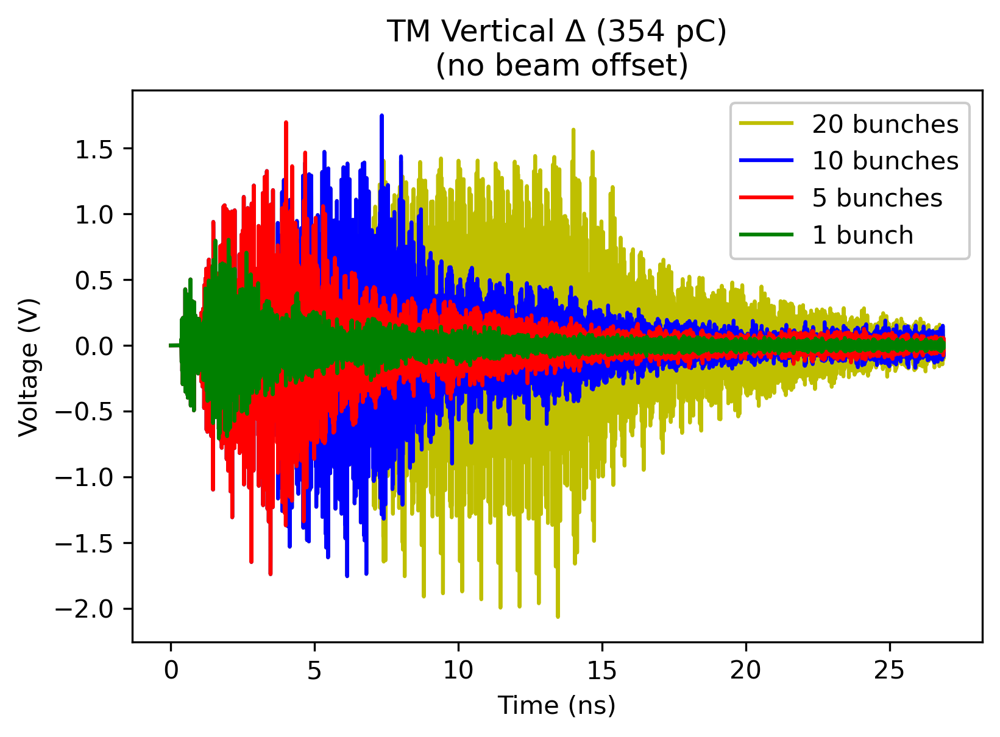 TM Vertical Δ (354 pC)
(no beam offset)
20 bunches
10 bunches
5 bunches
1 bunch
Voltage (V)
1.5
1.0
0.5
0.0
−0.5
−1.0
−1.5
−2.0
0 5 10 15 20 25
Time (ns)